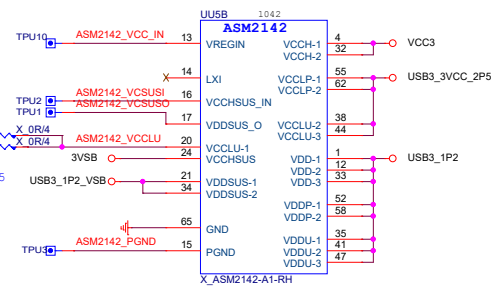 UU5B 1042
ASM2142
TPU10 ASM2142_VCC_IN 13 VREGIN VCCH-1 4 VCC3
VCCH-2 32
14 LXI VCCLP-1 55 USB3_3VCC_2P5
TPU2 ASM2142_VCSUSI 16 VCCHSUS_IN VCCLP-2 62
TPU1 ASM2142_VCSUSO
17 VDDSUS_O VCCLU-2 38
X_0R/4 VCCLU-3 44
X_0R/4 ASM2142_VCCLU 20 VCCLU-1
3VSB 24 VCCHSUS VDD-1 1 USB3_1P2
VDD-2 12
5 USB3_1P2_VSB 21 VDDSUS-1 VDD-3 33
34 VDDSUS-2
VDDP-1 52
VDDP-2 58
65 GND
VDDU-1 35
TPU3 ASM2142_PGND 15 PGND VDDU-2 41
VDDU-3 47
X_ASM2142-A1-RH